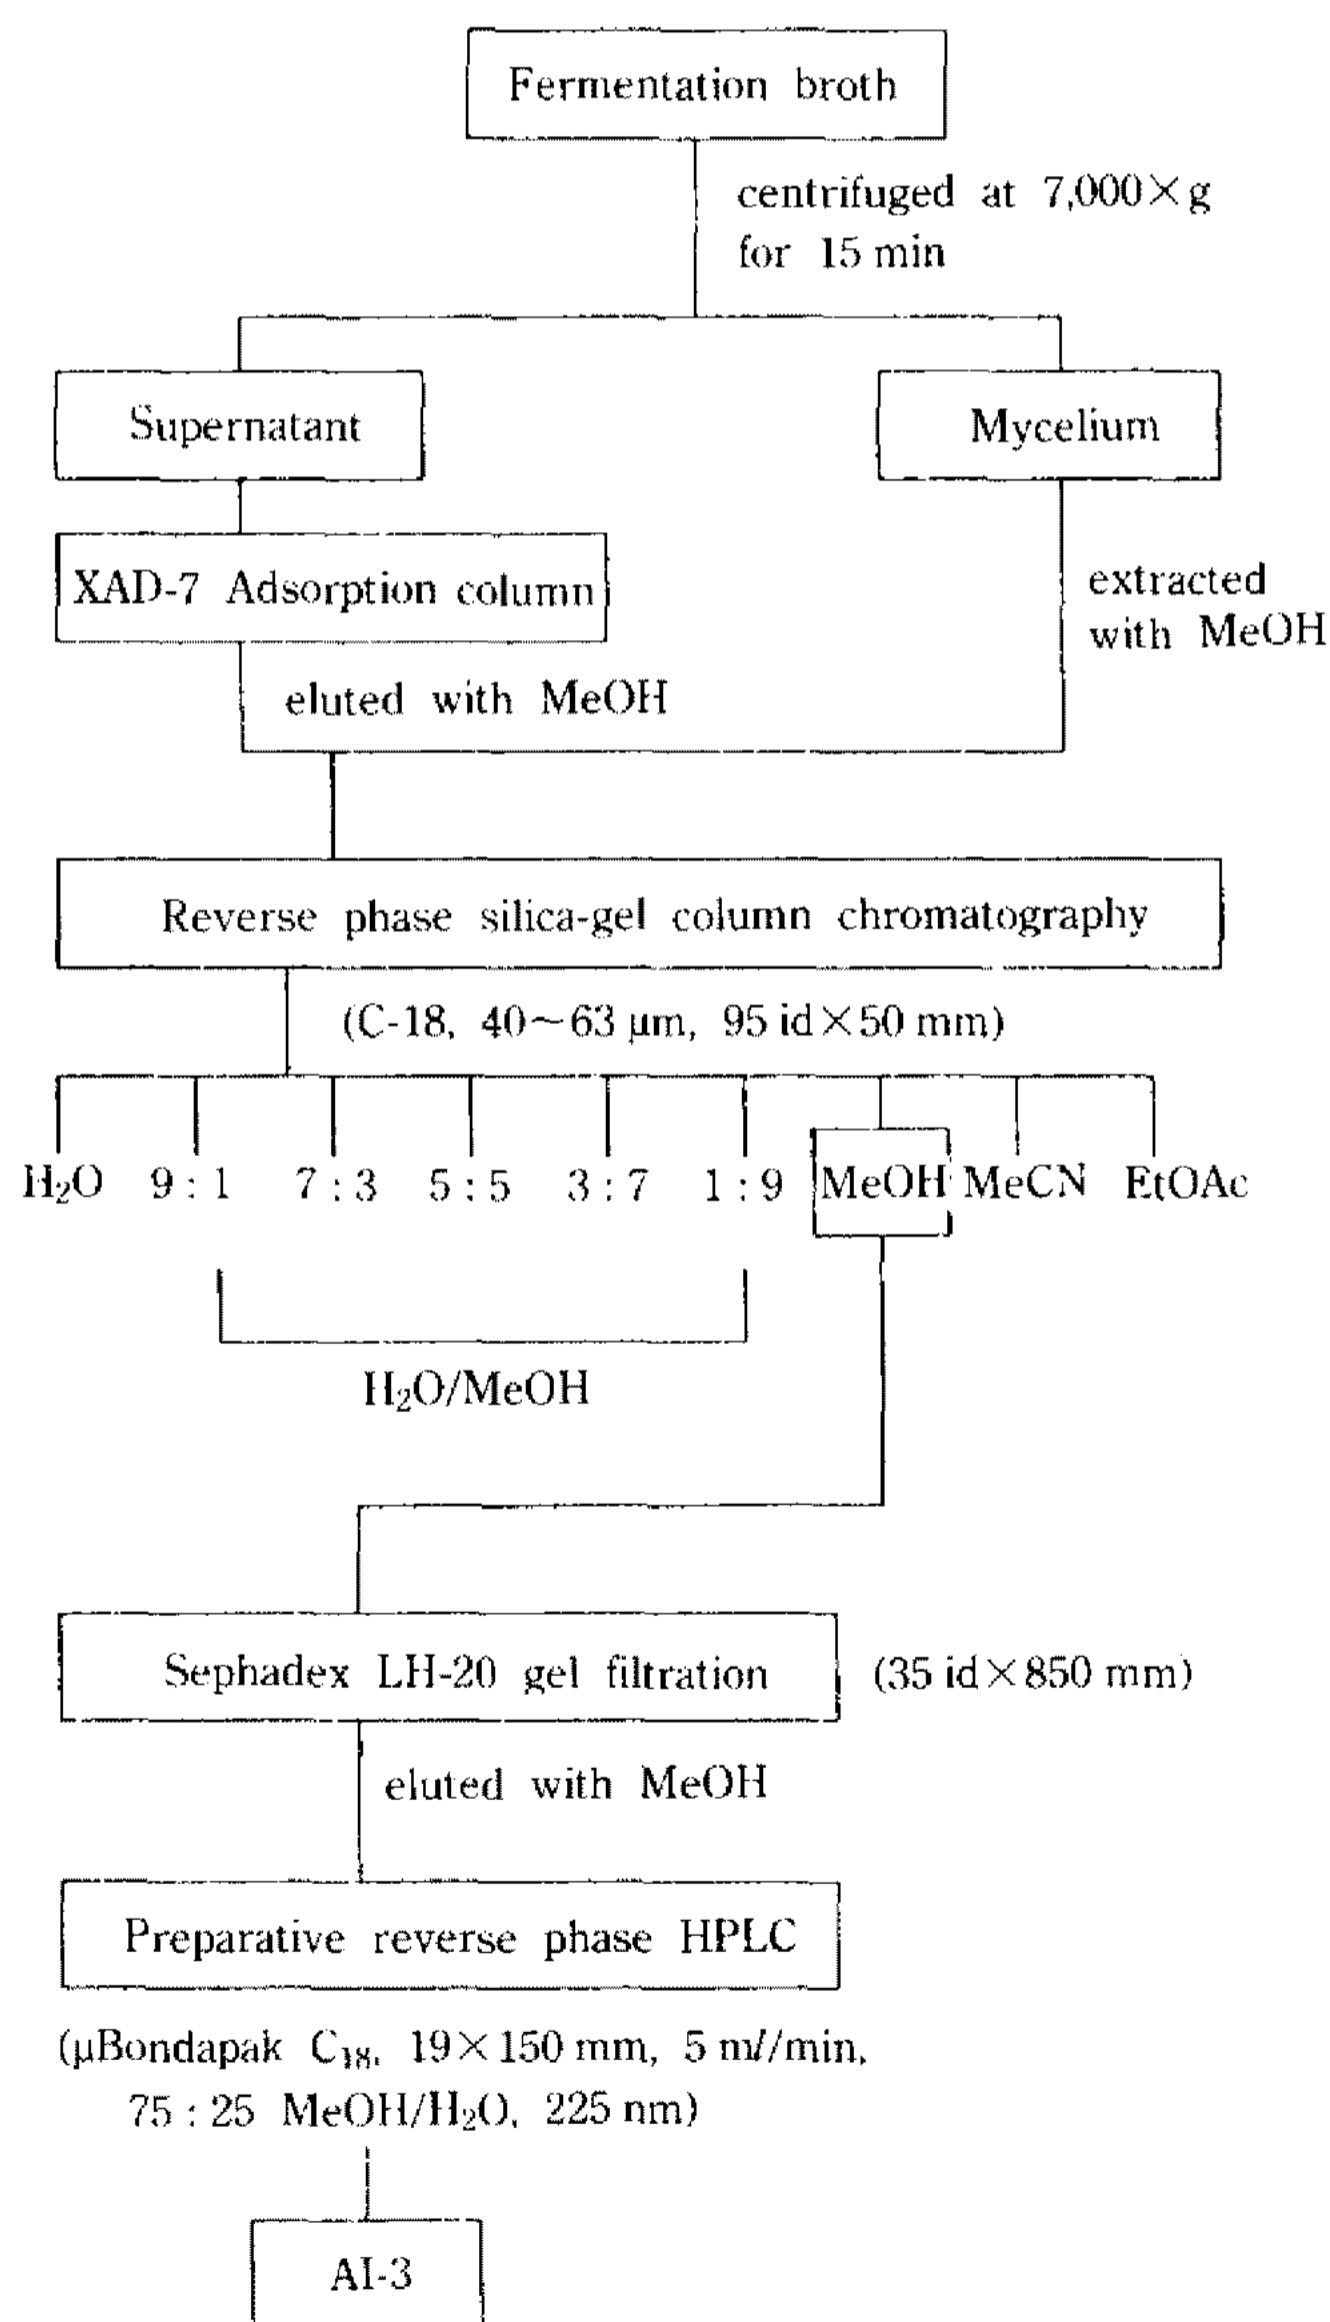 Fermentation broth
centrifuged at 7,000×g
for 15 min
Supernatant
Mycelium
XAD-7 Adsorption column
extracted
with MeOH
eluted with MeOH
Reverse phase silica-gel column chromatography
(C-18, 40~63 μm, 95 id×50 mm)
H₂O 9 : 1 7 : 3 5 : 5 3 : 7 1 : 9 MeOH MeCN EtOAc
H₂O/MeOH
Sephadex LH-20 gel filtration (35 id×850 mm)
eluted with MeOH
Preparative reverse phase HPLC
(μBondapak C₁₈, 19×150 mm, 5 ml/min,
75 : 25 MeOH/H₂O, 225 nm)
AI-3